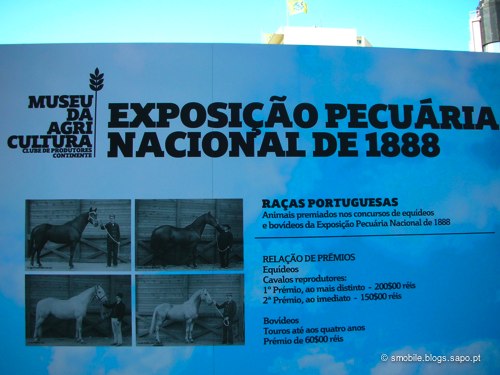 MUSEU
DA
AGRI
CULTURA
CLUBE DE PRODUTORES
CONTINENTE
EXPOSIÇÃO PECUÁRIA
NACIONAL DE 1888
RAÇAS PORTUGUESAS
Animais premiados nos concursos de equídeos
e bovídeos da Exposição Pecuária Nacional de 1888
RELAÇÃO DE PRÉMIOS
Equídeos
Cavalos reprodutores:
1º Prémio, ao mais distinto - 200$00 réis
2º Prémio, ao imediato - 150$00 réis
Bovídeos
Touros até aos quatro anos
Prémio de 60$00 réis
© smobile.blogs.sapo.pt